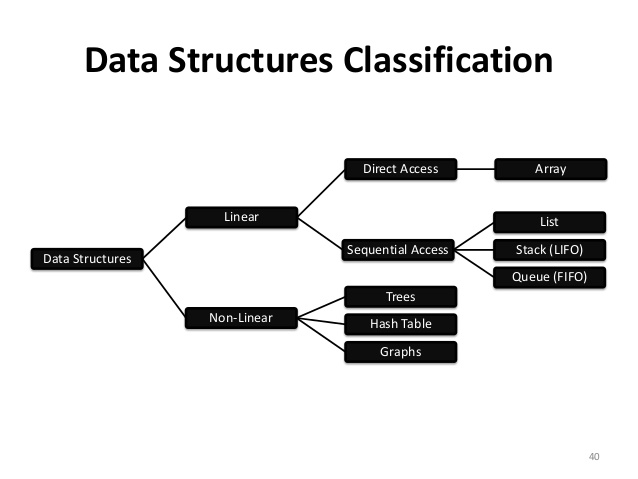 Data Structures Classification
Data Structures
Linear
Direct Access
Array
Sequential Access
List
Stack (LIFO)
Queue (FIFO)
Non-Linear
Trees
Hash Table
Graphs
40